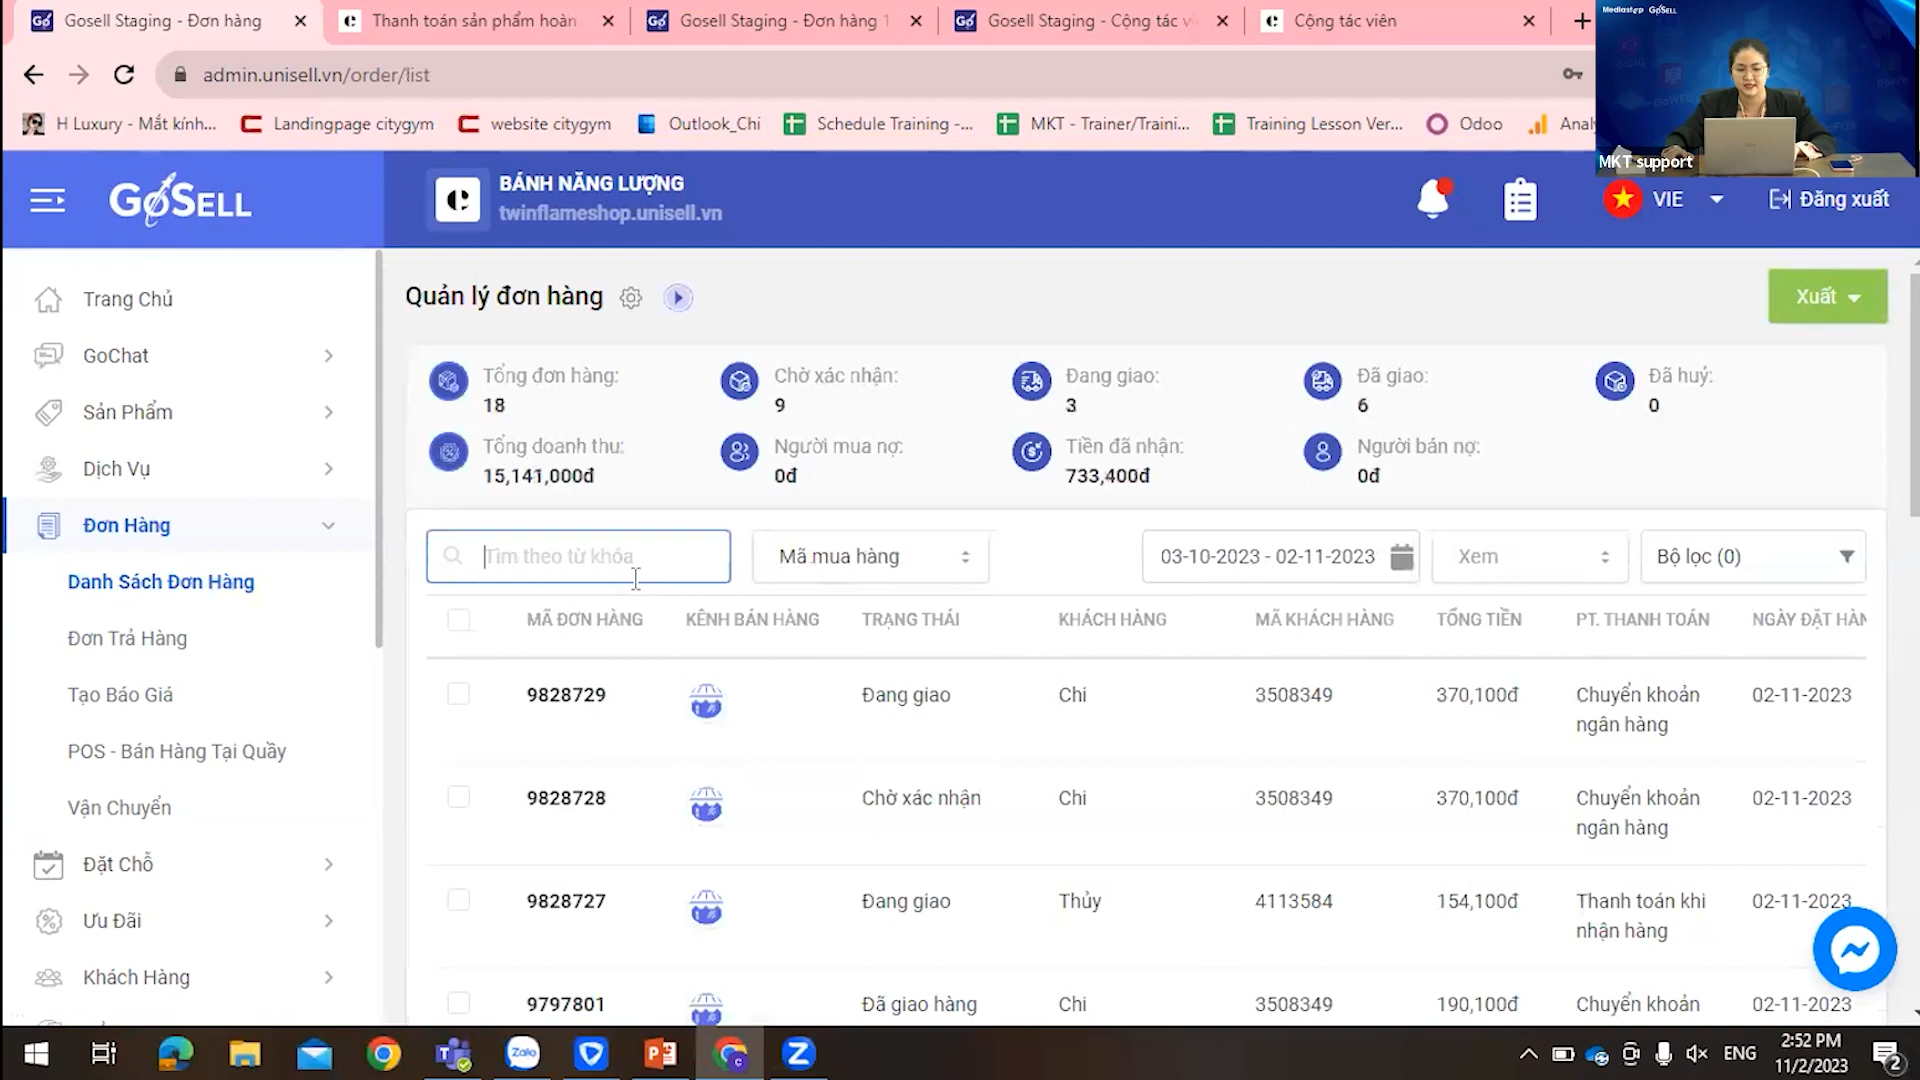 Gosell Staging - Đơn hàng
Thanh toán sản phẩm hoàn
Gosell Staging - Đơn hàng 1
Gosell Staging - Cộng tác vi
Cộng tác viên
Mediastep GoSELL
admin.unisell.vn/order/list
H Luxury - Mắt kính...
Landingpage citygym
website citygym
Outlook_Chi
Schedule Training -...
MKT - Trainer/Traini...
Training Lesson Ver...
Odoo
Analy
MKT support
GoSELL
BÁNH NĂNG LƯỢNG
twinflameshop.unisell.vn
VIE
Đăng xuất
Trang Chủ
GoChat
Sản Phẩm
Dịch Vụ
Đơn Hàng
Danh Sách Đơn Hàng
Đơn Trả Hàng
Tạo Báo Giá
POS - Bán Hàng Tại Quầy
Vận Chuyển
Đặt Chỗ
Ưu Đãi
Khách Hàng
Quản lý đơn hàng
Xuất
Tổng đơn hàng: Chờ xác nhận: Đang giao: Đã giao: Đã huỷ:
18 9 3 6 0
Tổng doanh thu: Người mua nợ: Tiền đã nhận: Người bán nợ:
15,141,000đ 0đ 733,400đ 0đ
Tìm theo từ khóa Mã mua hàng 03-10-2023 - 02-11-2023 Xem Bộ lọc (0)
MÃ ĐƠN HÀNG KÊNH BÁN HÀNG TRẠNG THÁI KHÁCH HÀNG MÃ KHÁCH HÀNG TỔNG TIỀN PT. THANH TOÁN NGÀY ĐẶT HÀN
9828729 Đang giao Chi 3508349 370,100đ Chuyển khoản 02-11-2023
ngân hàng
9828728 Chờ xác nhận Chi 3508349 370,100đ Chuyển khoản 02-11-2023
ngân hàng
9828727 Đang giao Thủy 4113584 154,100đ Thanh toán khi 02-11-2023
nhận hàng
9797801 Đã giao hàng Chi 3508349 190,100đ Chuyển khoản 02-11-2023
Zalo
ENG
2:52 PM
11/2/2023
2